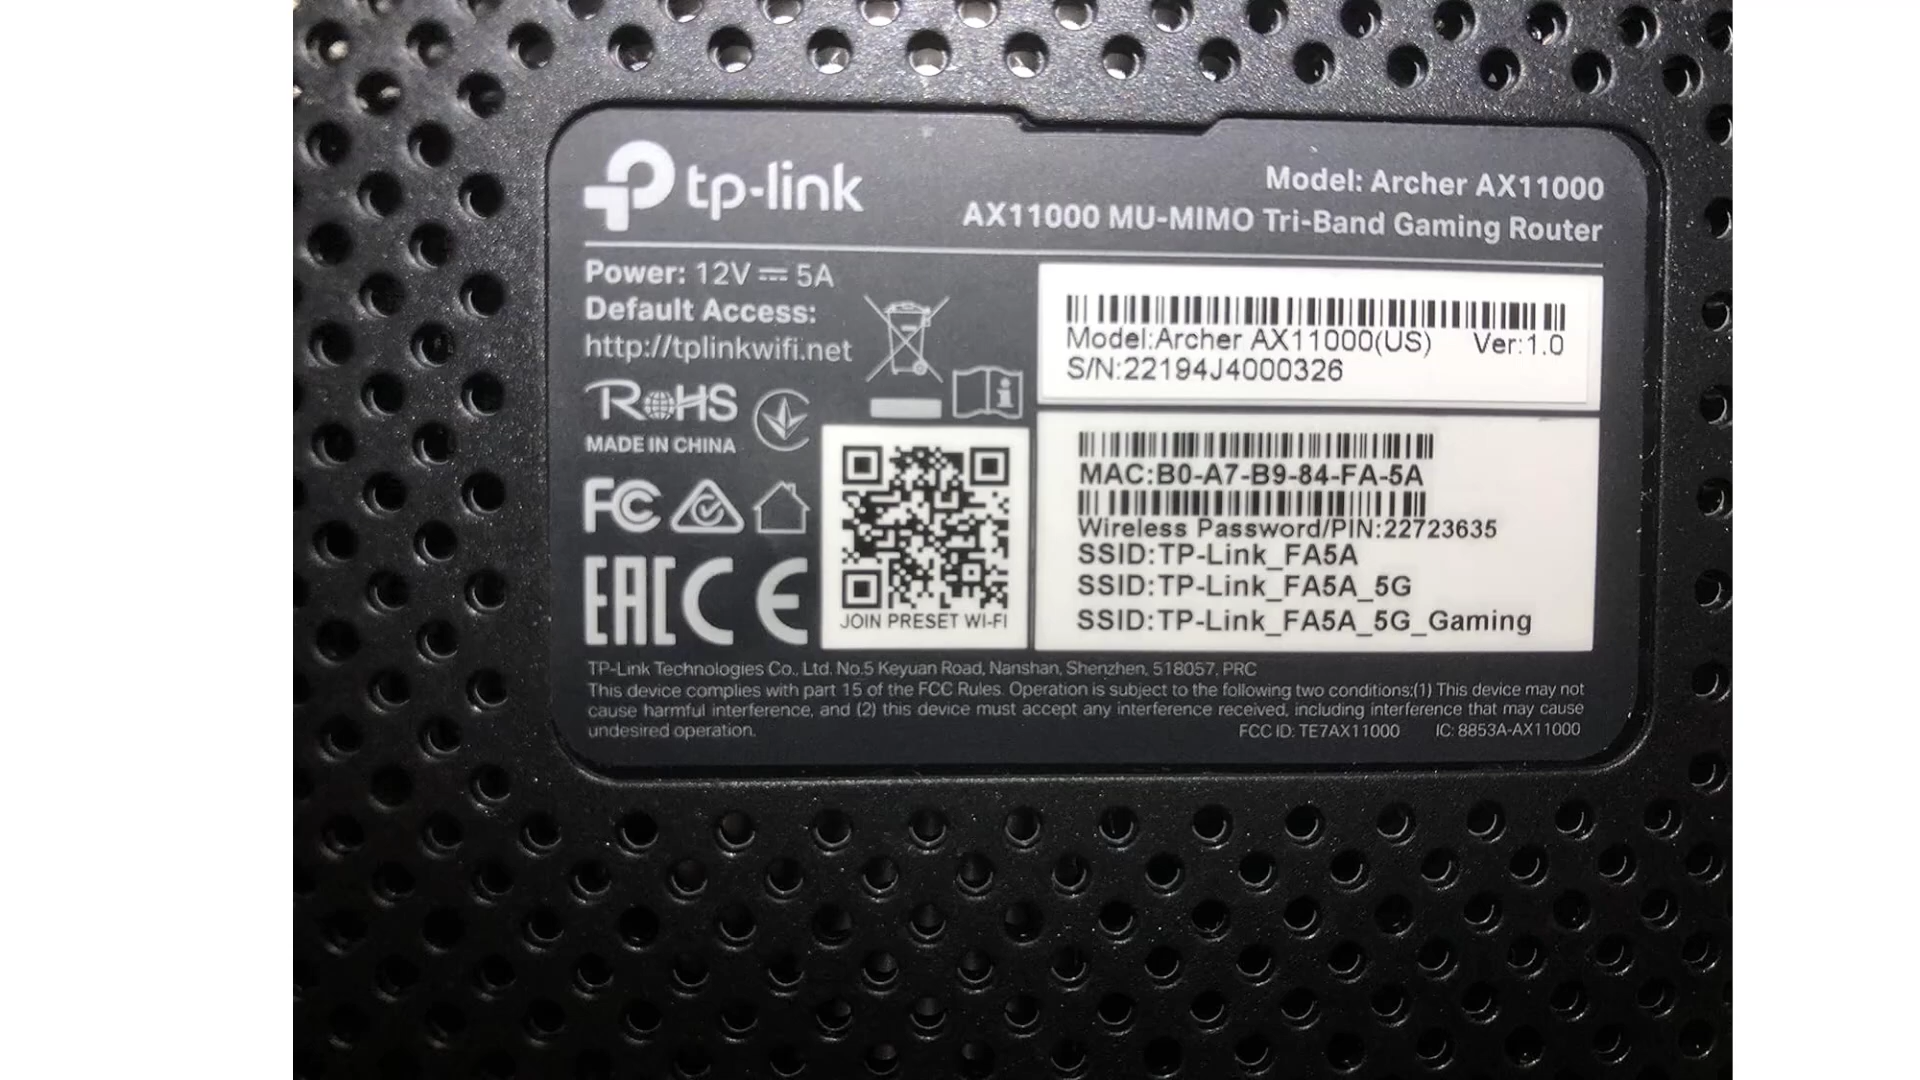 tp-link
Model: Archer AX11000
AX11000 MU-MIMO Tri-Band Gaming Router
Power: 12V ⎓ 5A
Default Access:
http://tplinkwifi.net
RoHS
MADE IN CHINA
FC
EAC CE
JOIN PRESET WI-FI
Model:Archer AX11000(US) Ver:1.0
S/N:22194J4000326
MAC:B0-A7-B9-84-FA-5A
Wireless Password/PIN:22723635
SSID:TP-Link_FA5A
SSID:TP-Link_FA5A_5G
SSID:TP-Link_FA5A_5G_Gaming
TP-Link Technologies Co., Ltd. No.5 Keyuan Road, Nanshan, Shenzhen, 518057, PRC
This device complies with part 15 of the FCC Rules. Operation is subject to the following two conditions:(1) This device may not
cause harmful interference, and (2) this device must accept any interference received, including interference that may cause
undesired operation. FCC ID: TE7AX11000 IC: 8853A-AX11000